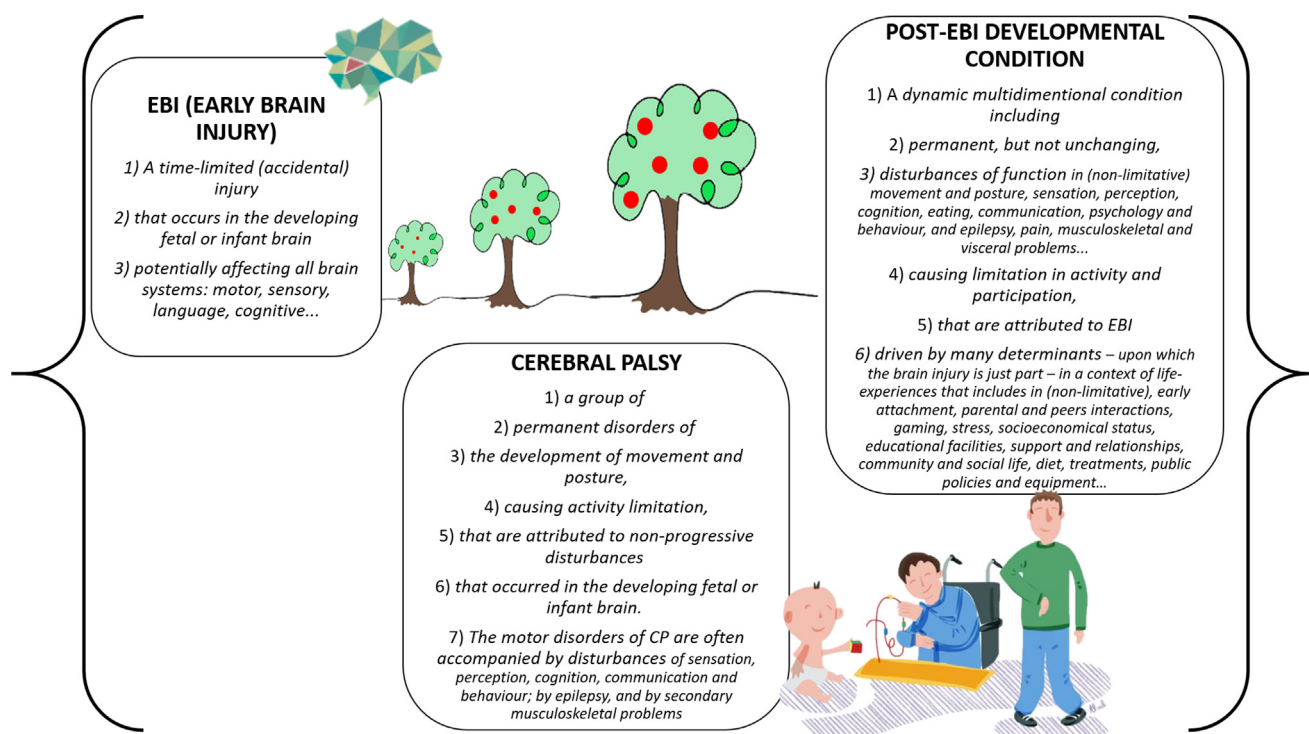 EBI (EARLY BRAIN
INJURY)
1) A time-limited (accidental)
injury
2) that occurs in the developing
fetal or infant brain
3) potentially affecting all brain
systems: motor, sensory,
language, cognitive...
CEREBRAL PALSY
1) a group of
2) permanent disorders of
3) the development of movement and
posture,
4) causing activity limitation,
5) that are attributed to non-progressive
disturbances
6) that occurred in the developing fetal or
infant brain.
7) The motor disorders of CP are often
accompanied by disturbances of sensation,
perception, cognition, communication and
behaviour; by epilepsy, and by secondary
musculoskeletal problems
POST-EBI DEVELOPMENTAL
CONDITION
1) A dynamic multidimentional condition
including
2) permanent, but not unchanging,
3) disturbances of function in (non-limitative)
movement and posture, sensation, perception,
cognition, eating, communication, psychology and
behaviour, and epilepsy, pain, musculoskeletal and
visceral problems...
4) causing limitation in activity and
participation,
5) that are attributed to EBI
6) driven by many determinants – upon which
the brain injury is just part – in a context of life-
experiences that includes in (non-limitative), early
attachment, parental and peers interactions,
gaming, stress, socioeconomical status,
educational facilities, support and relationships,
community and social life, diet, treatments, public
policies and equipment...